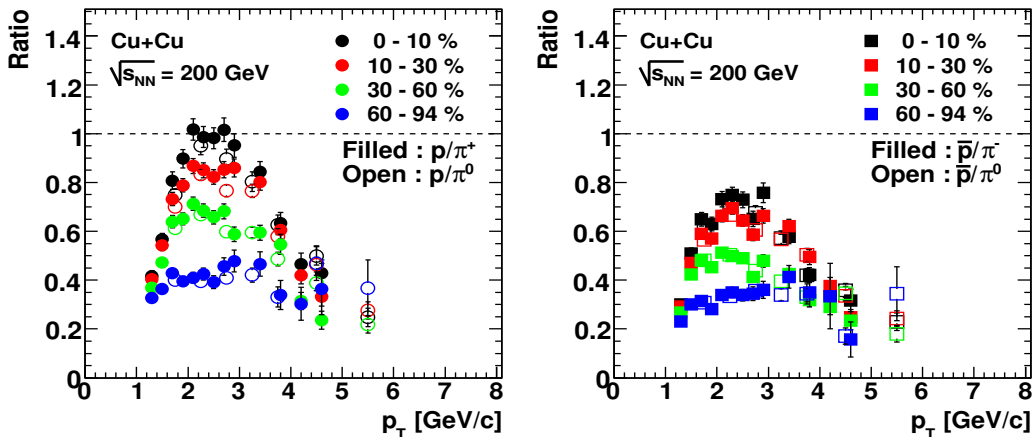 Ratio
1.4
1.2
1
0.8
0.6
0.4
0.2
0
Cu+Cu
√s_NN = 200 GeV
0 - 10 %
10 - 30 %
30 - 60 %
60 - 94 %
Filled : p/π⁺
Open : p/π⁰
0 1 2 3 4 5 6 7 8
p_T [GeV/c]
Ratio
1.4
1.2
1
0.8
0.6
0.4
0.2
0
Cu+Cu
√s_NN = 200 GeV
0 - 10 %
10 - 30 %
30 - 60 %
60 - 94 %
Filled : p̅/π⁻
Open : p̅/π⁰
0 1 2 3 4 5 6 7 8
p_T [GeV/c]